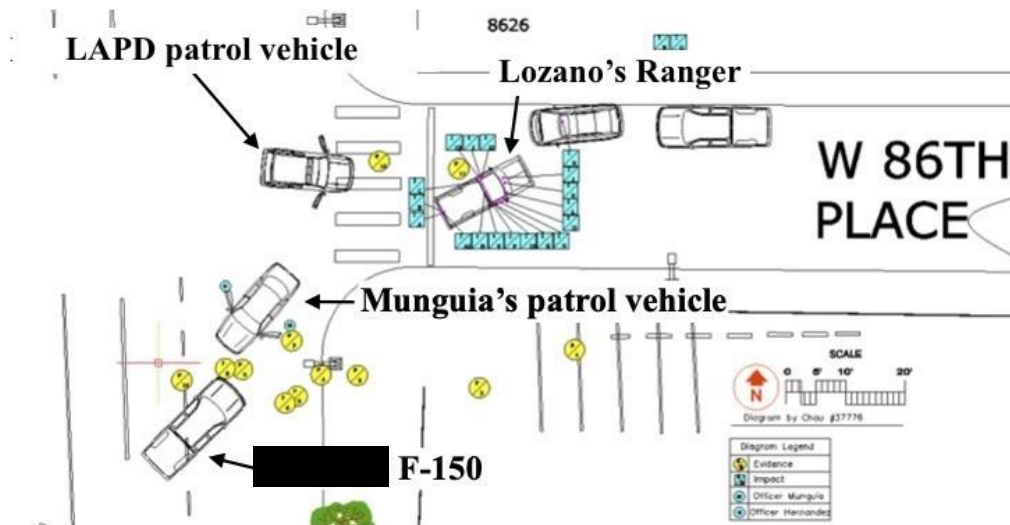 8626
LAPD patrol vehicle
Lozano's Ranger
W 86TH
PLACE
Munguia's patrol vehicle
SCALE
0 5' 10' 20'
N
Diagram by Chau #37776
F-150
Diagram Legend
Evidence
Impact
Officer Munguia
Officer Hernandez